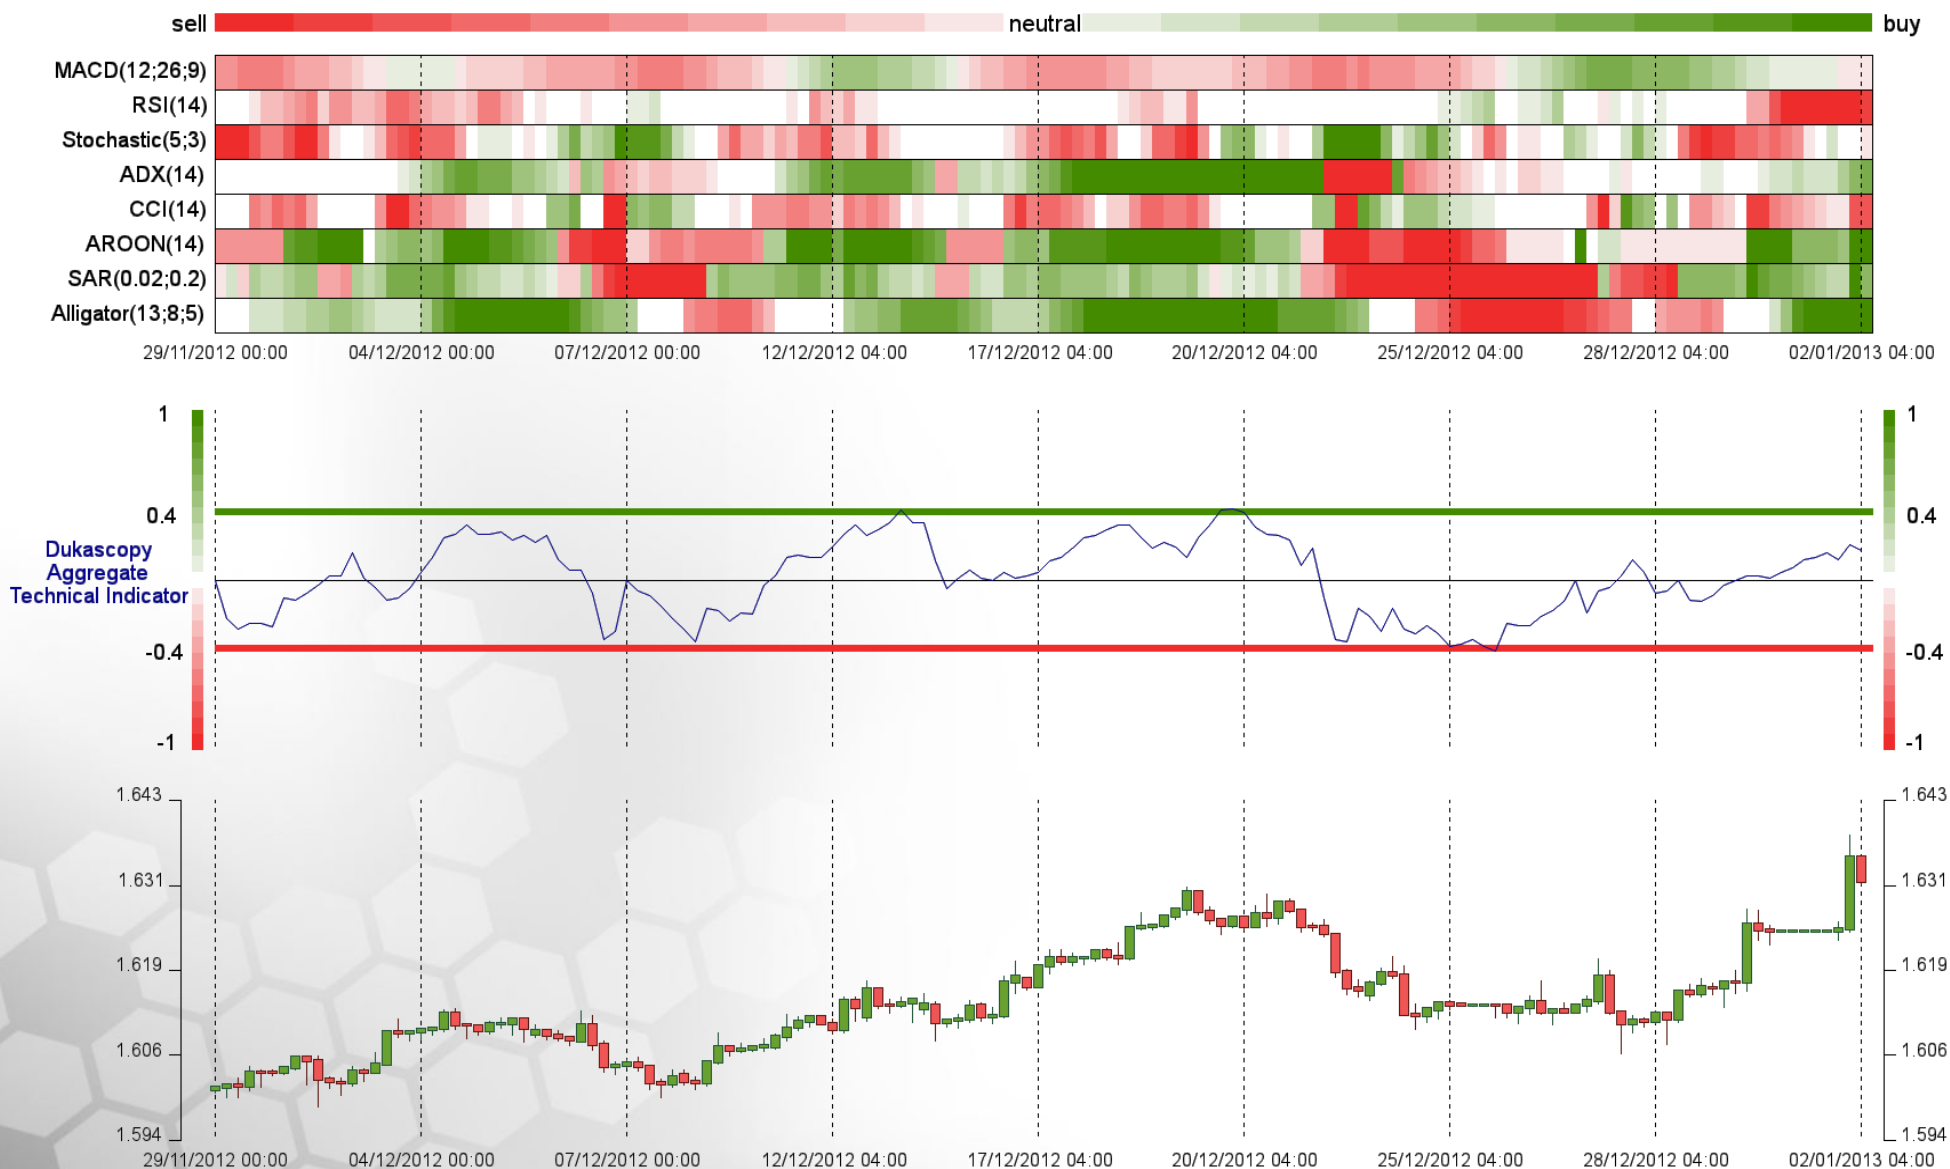 sell neutral buy
MACD(12;26;9)
RSI(14)
Stochastic(5;3)
ADX(14)
CCI(14)
AROON(14)
SAR(0.02;0.2)
Alligator(13;8;5)
29/11/2012 00:00 04/12/2012 00:00 07/12/2012 00:00 12/12/2012 04:00 17/12/2012 04:00 20/12/2012 04:00 25/12/2012 04:00 28/12/2012 04:00 02/01/2013 04:00
1 1
0.4 0.4
Dukascopy
Aggregate
Technical Indicator
-0.4 -0.4
-1 -1
1.643 1.643
1.631 1.631
1.619 1.619
1.606 1.606
1.594 1.594
29/11/2012 00:00 04/12/2012 00:00 07/12/2012 00:00 12/12/2012 04:00 17/12/2012 04:00 20/12/2012 04:00 25/12/2012 04:00 28/12/2012 04:00 02/01/2013 04:00